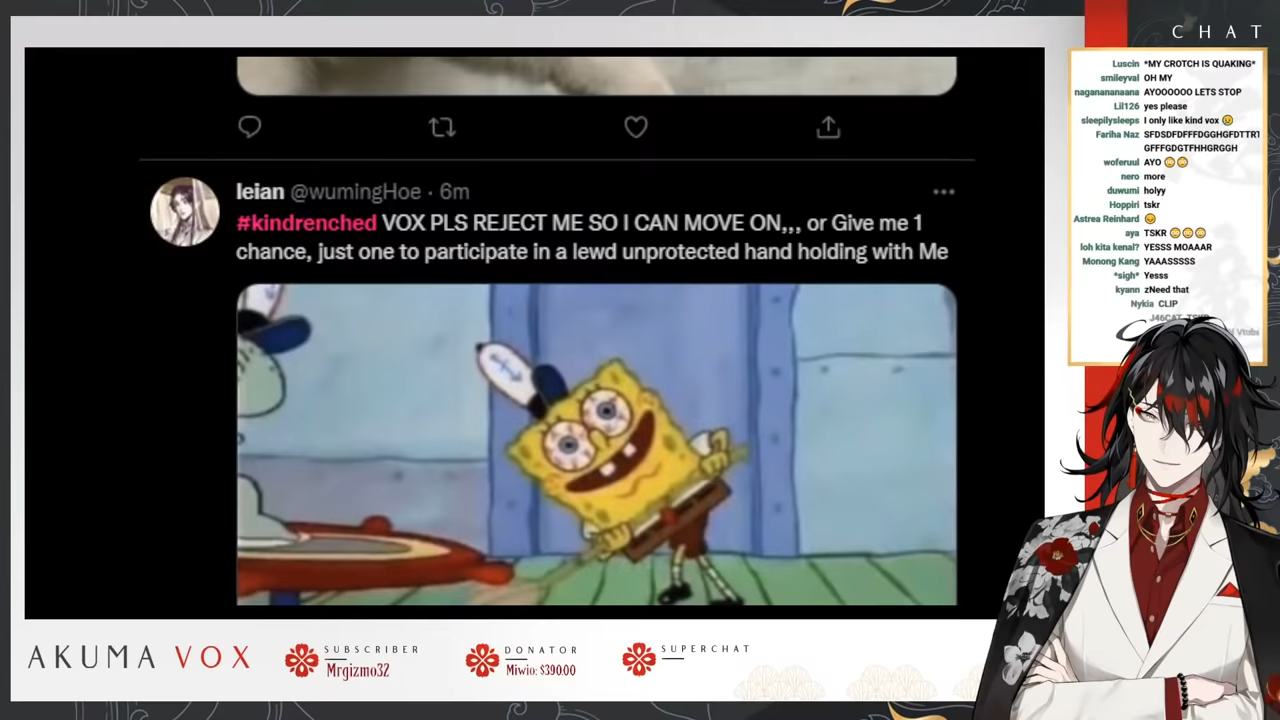 leian @wumingHoe · 6m
#kindrenched VOX PLS REJECT ME SO I CAN MOVE ON,,, or Give me 1
chance, just one to participate in a lewd unprotected hand holding with Me
CHAT
Luscin *MY CROTCH IS QUAKING*
smileyval OH MY
naganananaana AYOOOOOO LETS STOP
Lil126 yes please
sleepilysleeps I only like kind vox
Fariha Naz SFDSDFDFFFDGGHGFDTTRT
GFFFGDGTFHHGRGGH
woferuul AYO
nero more
duwumi holyy
Hoppiri tskr
Astrea Reinhard
aya TSKR
loh kita kenal? YESSS MOAAAR
Monong Kang YAAASSSSS
*sigh* Yesss
kyann zNeed that
Nykia CLIP
J46CAT TSKR
AKUMA VOX
SUBSCRIBER
Mrgizmo32
DONATOR
Miwio: $390.00
SUPERCHAT